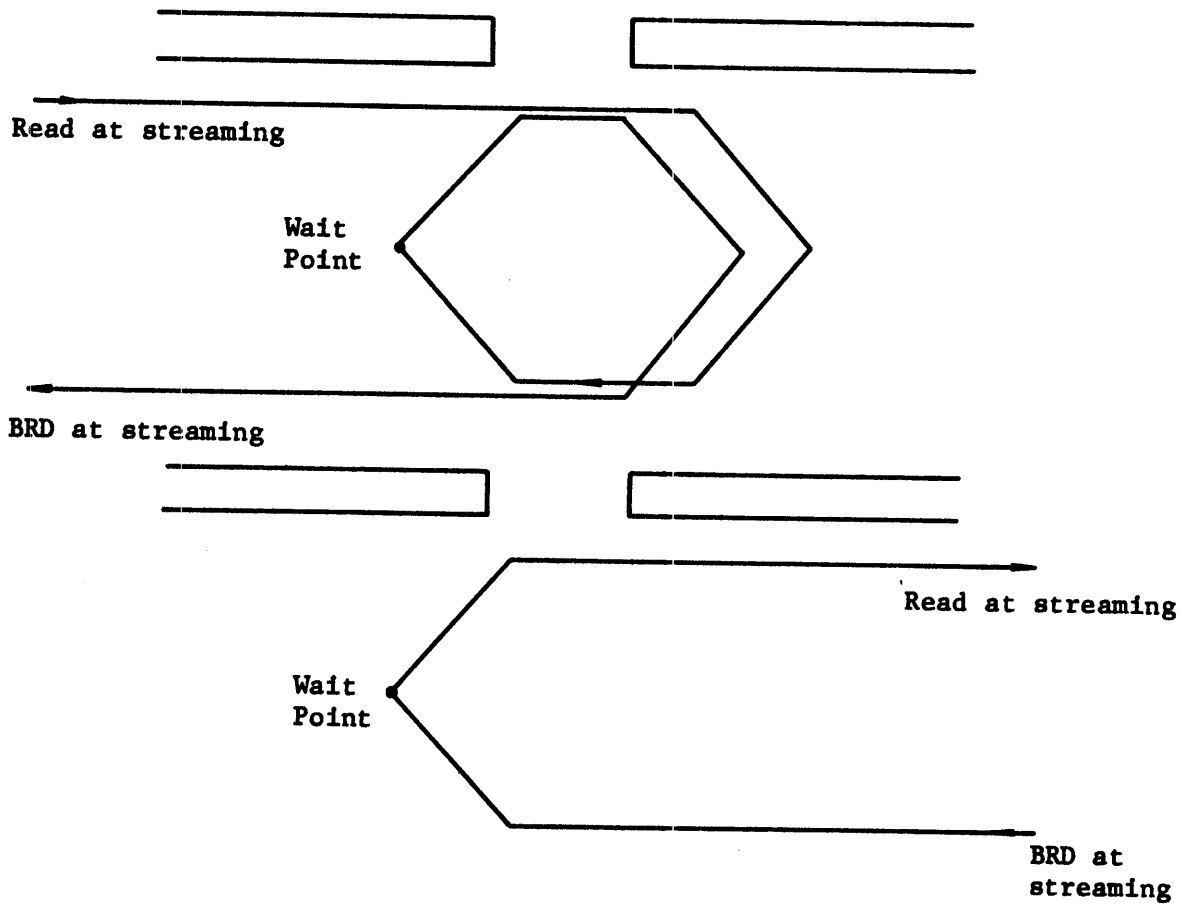 Read at streaming
Wait
Point
BRD at streaming
Read at streaming
Wait
Point
BRD at
streaming